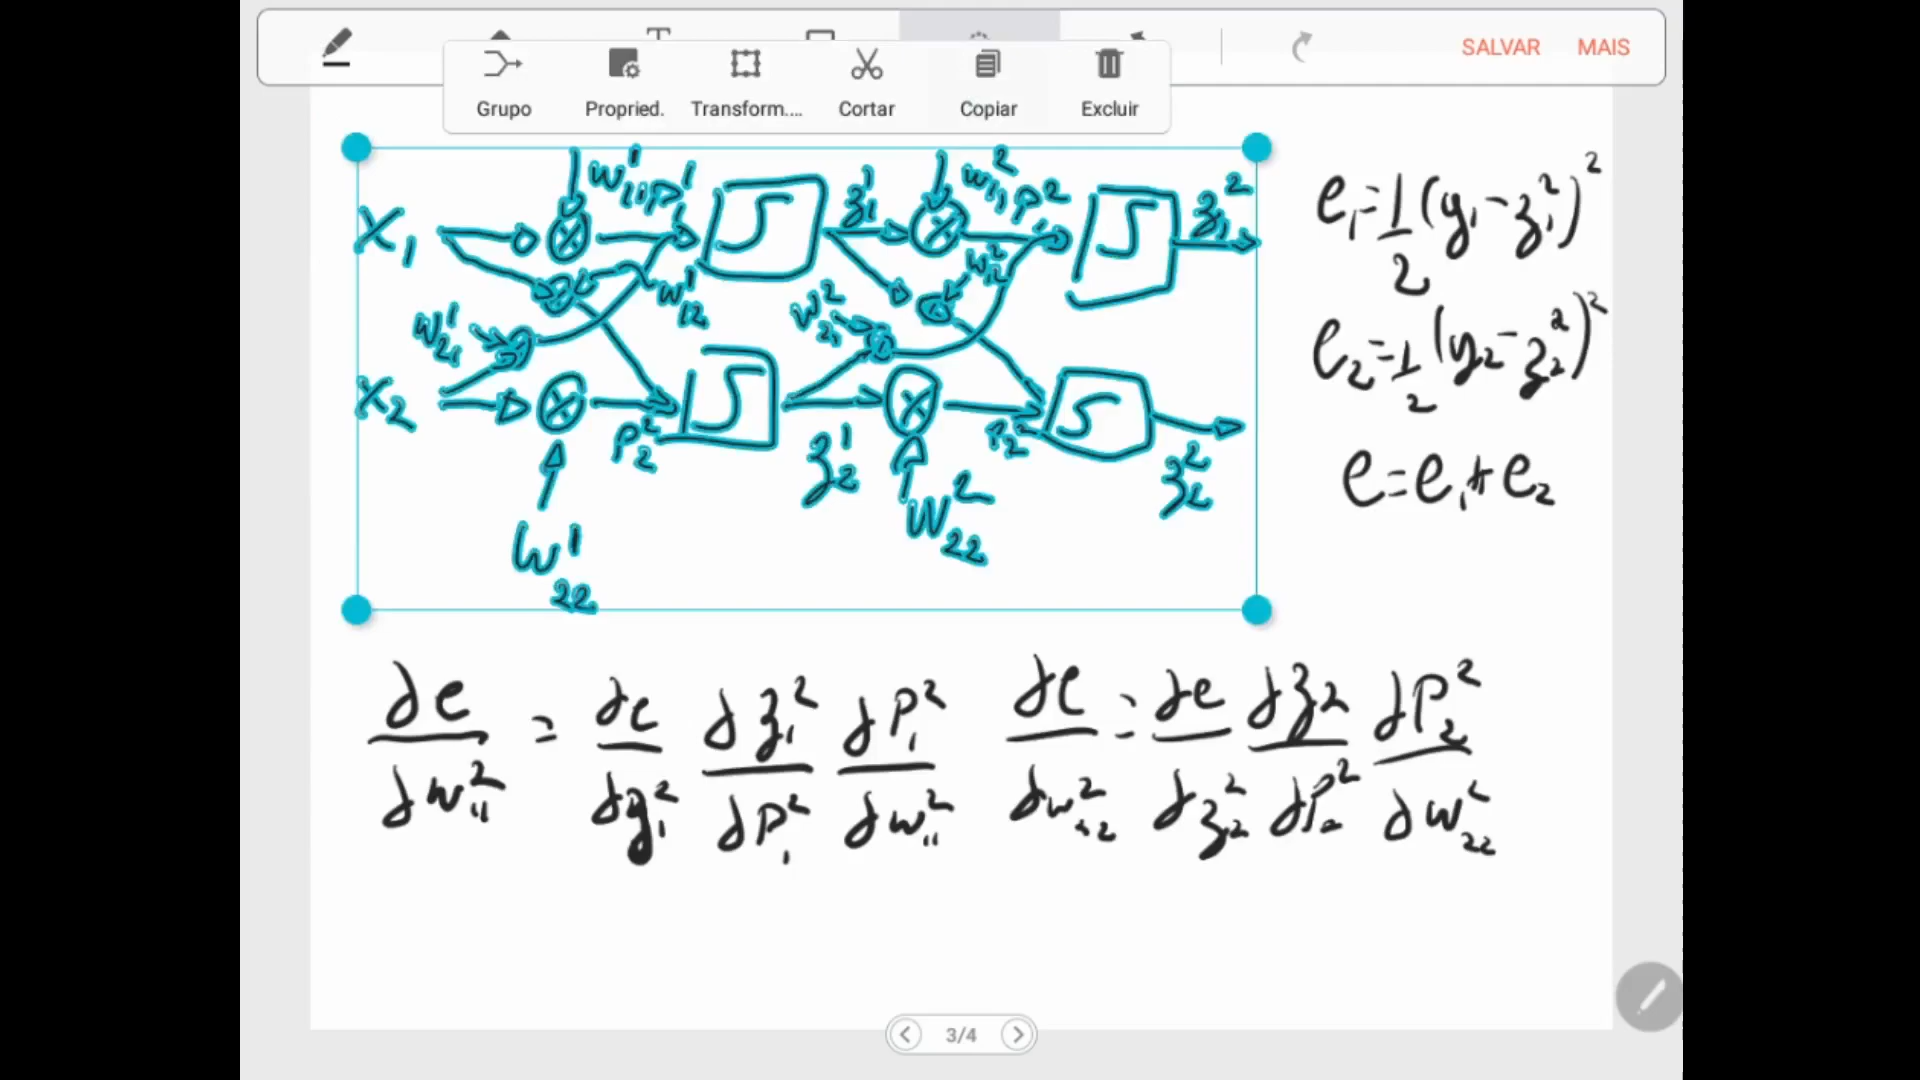 SALVAR MAIS
Grupo Propried. Transform.... Cortar Copiar Excluir
X₁ w¹₁₁ p¹₁ z¹₁ w²₁₁ p²₁ z²₁
w¹₂₁ w¹₁₂ w²₂₁ w²₁₂
X₂ p²₂ z¹₂ p²₂ z²₂
w¹₂₂ w²₂₂
e₁=1/2(y₁-z²₁)²
e₂=1/2(y₂-z²₂)²
e=e₁+e₂
∂e/∂w²₁₁ = ∂e/∂z²₁ ∂z²₁/∂p²₁ ∂p²₁/∂w²₁₁ ∂e/∂w²₂₂ = ∂e/∂z²₂ ∂z₂/∂p²₂ ∂p²₂/∂w²₂₂
3/4